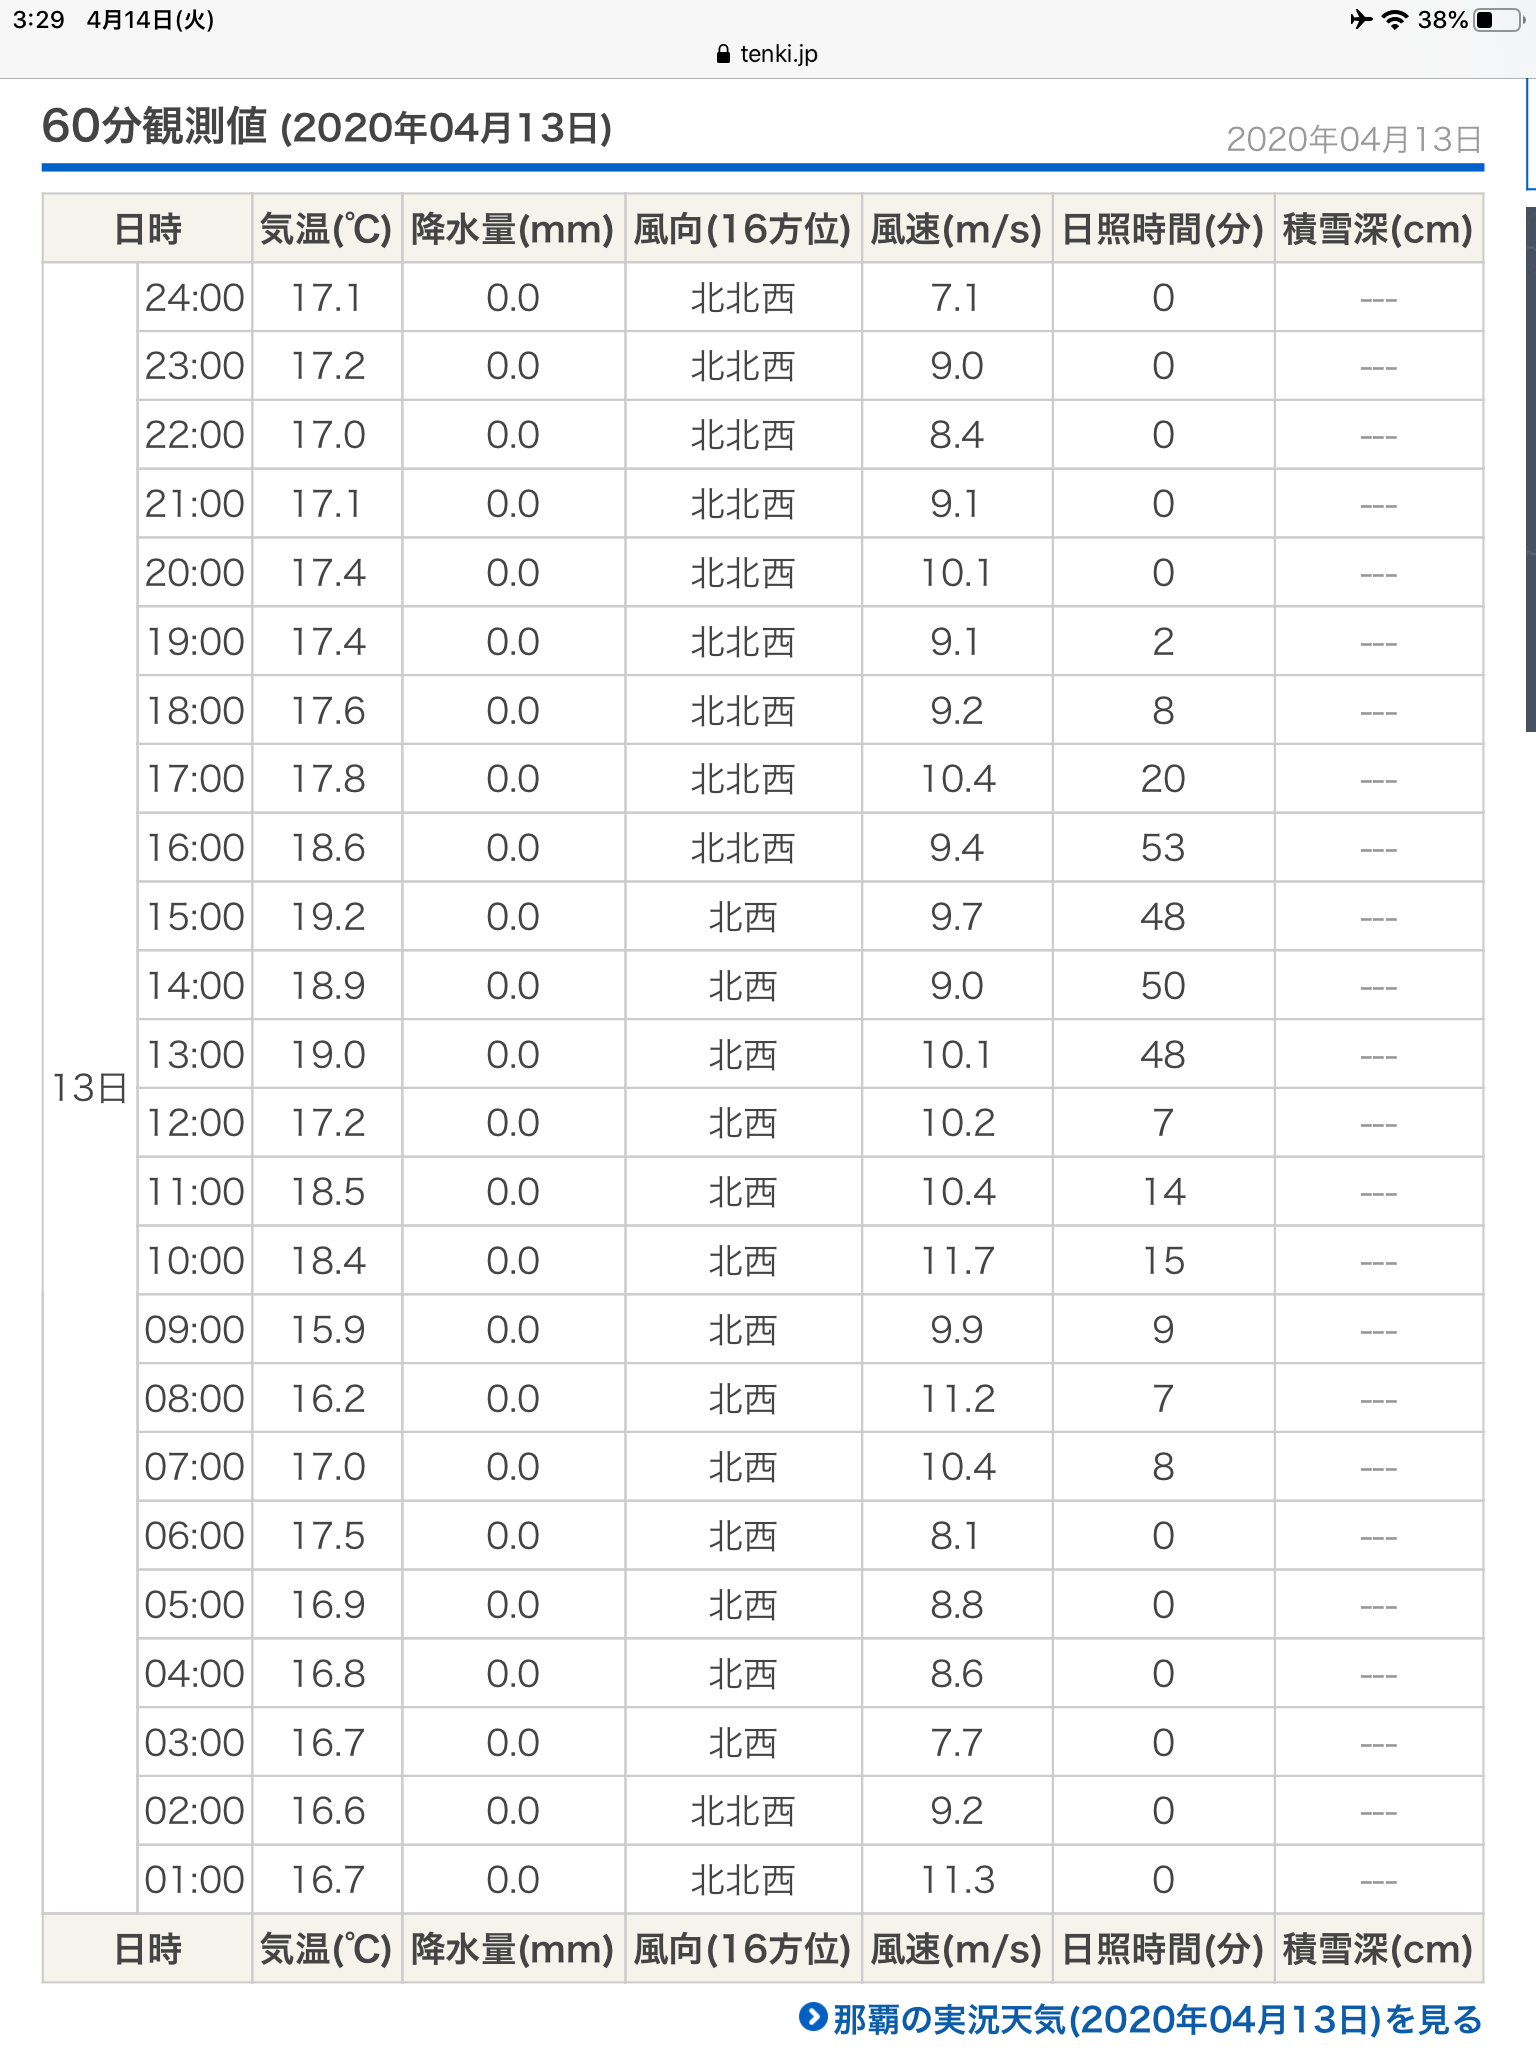 3:29 4月14日(火) 38%
tenki.jp
60分観測値 (2020年04月13日) 2020年04月13日
日時 気温(℃) 降水量(mm) 風向(16方位) 風速(m/s) 日照時間(分) 積雪深(cm)
24:00 17.1 0.0 北北西 7.1 0 ---
23:00 17.2 0.0 北北西 9.0 0 ---
22:00 17.0 0.0 北北西 8.4 0 ---
21:00 17.1 0.0 北北西 9.1 0 ---
20:00 17.4 0.0 北北西 10.1 0 ---
19:00 17.4 0.0 北北西 9.1 2 ---
18:00 17.6 0.0 北北西 9.2 8 ---
17:00 17.8 0.0 北北西 10.4 20 ---
16:00 18.6 0.0 北北西 9.4 53 ---
15:00 19.2 0.0 北西 9.7 48 ---
14:00 18.9 0.0 北西 9.0 50 ---
13:00 19.0 0.0 北西 10.1 48 ---
13日
12:00 17.2 0.0 北西 10.2 7 ---
11:00 18.5 0.0 北西 10.4 14 ---
10:00 18.4 0.0 北西 11.7 15 ---
09:00 15.9 0.0 北西 9.9 9 ---
08:00 16.2 0.0 北西 11.2 7 ---
07:00 17.0 0.0 北西 10.4 8 ---
06:00 17.5 0.0 北西 8.1 0 ---
05:00 16.9 0.0 北西 8.8 0 ---
04:00 16.8 0.0 北西 8.6 0 ---
03:00 16.7 0.0 北西 7.7 0 ---
02:00 16.6 0.0 北北西 9.2 0 ---
01:00 16.7 0.0 北北西 11.3 0 ---
日時 気温(℃) 降水量(mm) 風向(16方位) 風速(m/s) 日照時間(分) 積雪深(cm)
那覇の実況天気(2020年04月13日)を見る